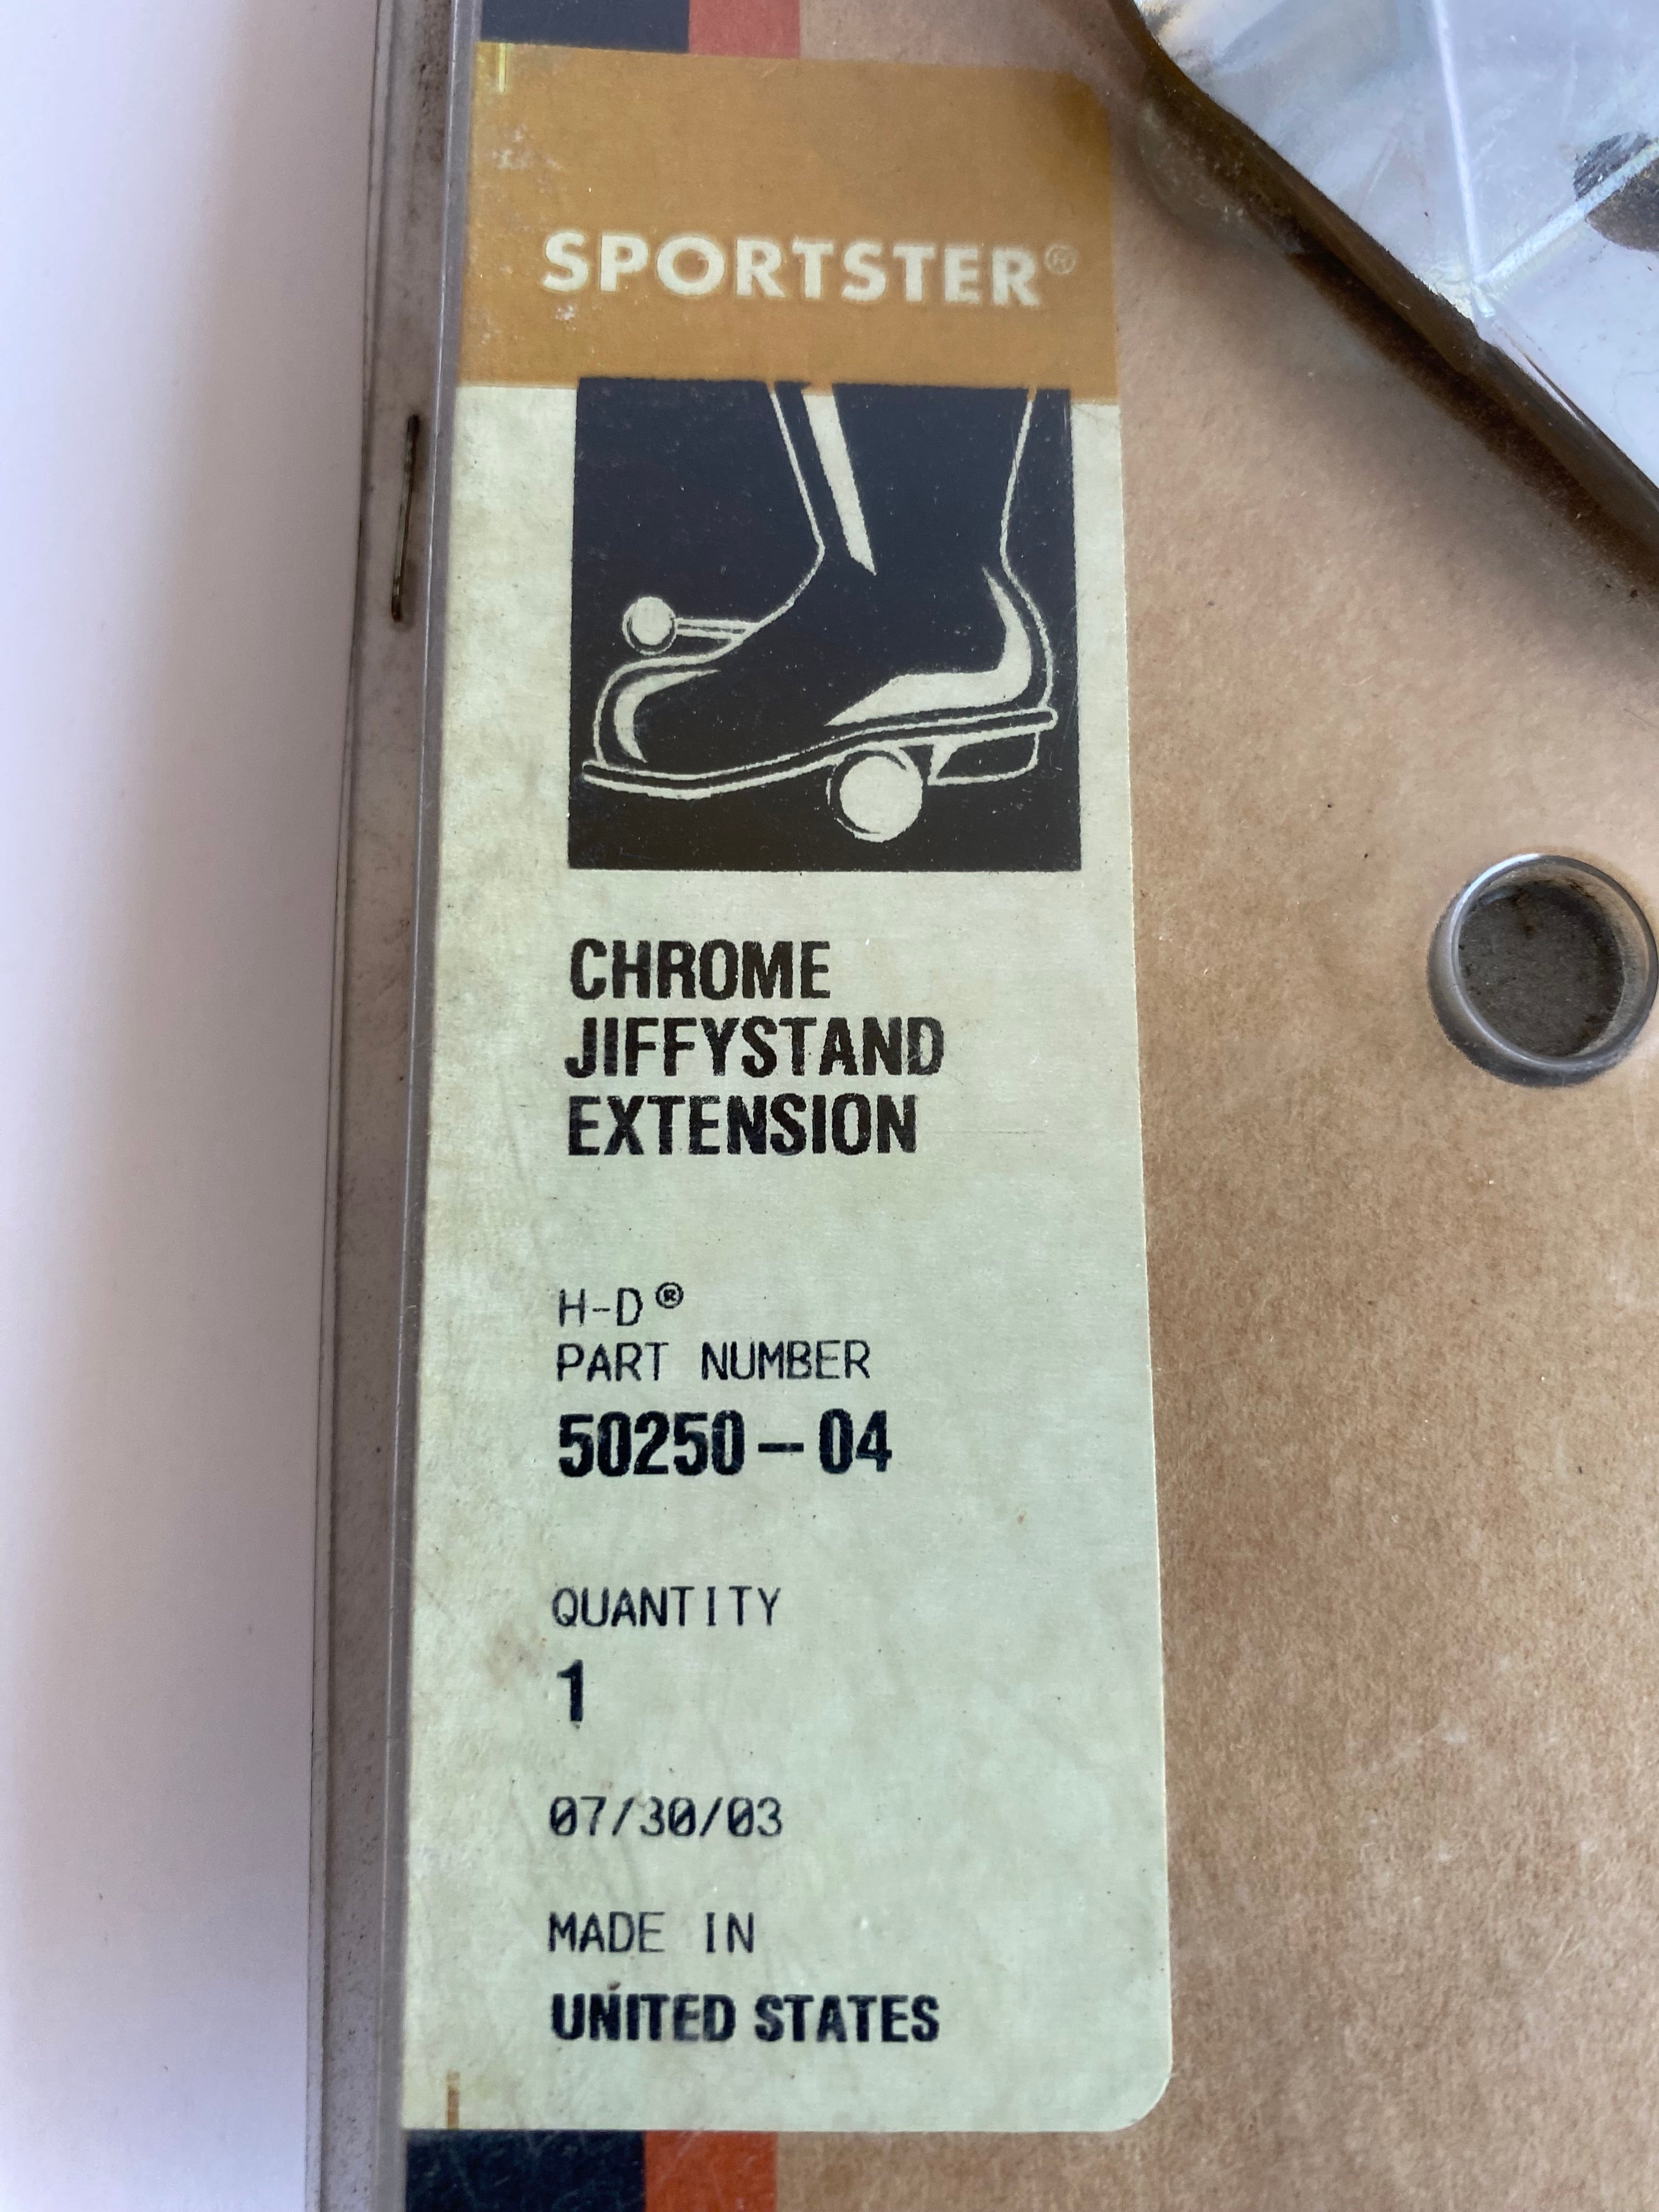 SPORTSTER®
CHROME
JIFFYSTAND
EXTENSION
H-D®
PART NUMBER
50250-04
QUANTITY
1
07/30/03
MADE IN
UNITED STATES